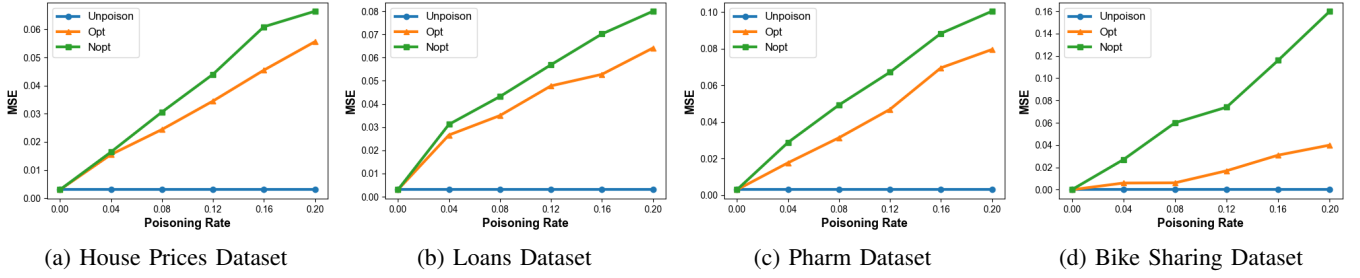 Unpoison
Opt
Nopt
MSE
0.06
0.05
0.04
0.03
0.02
0.01
0.00
0.00 0.04 0.08 0.12 0.16 0.20
Poisoning Rate
(a) House Prices Dataset
Unpoison
Opt
Nopt
MSE
0.08
0.07
0.06
0.05
0.04
0.03
0.02
0.01
0.00
0.00 0.04 0.08 0.12 0.16 0.20
Poisoning Rate
(b) Loans Dataset
Unpoison
Opt
Nopt
MSE
0.10
0.08
0.06
0.04
0.02
0.00
0.00 0.04 0.08 0.12 0.16 0.20
Poisoning Rate
(c) Pharm Dataset
Unpoison
Opt
Nopt
MSE
0.16
0.14
0.12
0.10
0.08
0.06
0.04
0.02
0.00
0.00 0.04 0.08 0.12 0.16 0.20
Poisoning Rate
(d) Bike Sharing Dataset